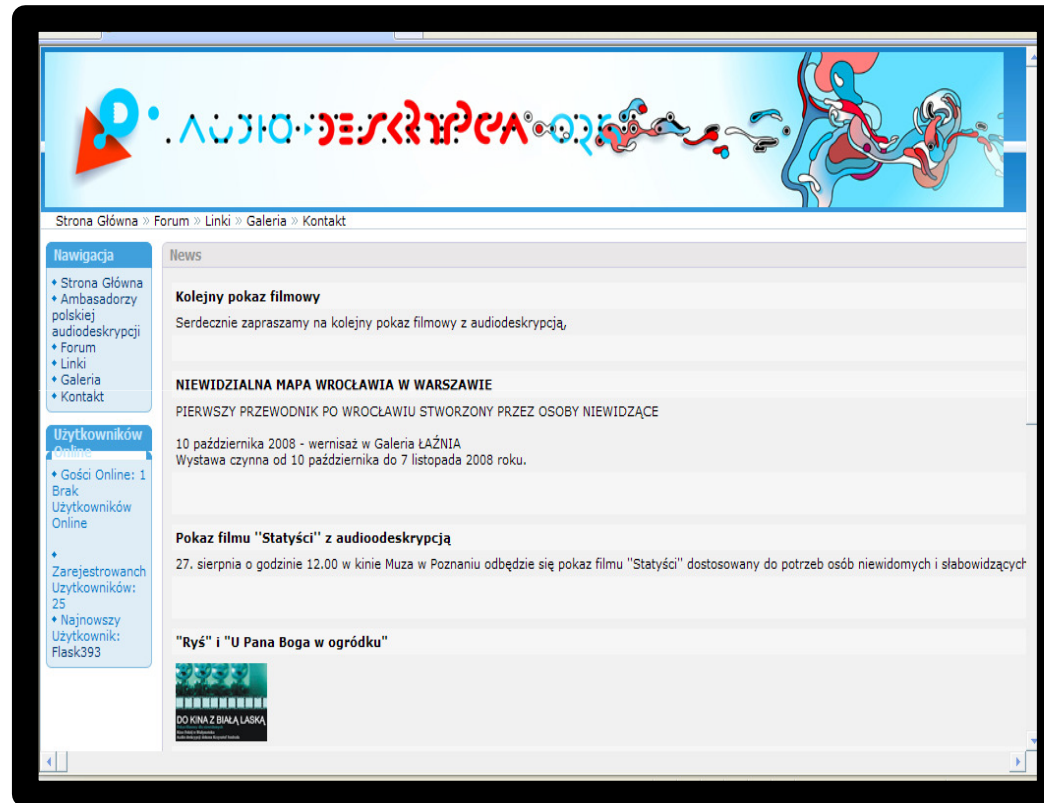 AUDIO DESKRYPCJA ORG
Strona Główna » Forum » Linki » Galeria » Kontakt
Nawigacja
Strona Główna
Ambasadorzy
polskiej
audiodeskrypcji
Forum
Linki
Galeria
Kontakt
Użytkowników
Online
Gości Online: 1
Brak
Użytkowników
Online
Zarejestrowanch
Uzytkowników:
25
Najnowszy
Użytkownik:
Flask393
News
Kolejny pokaz filmowy
Serdecznie zapraszamy na kolejny pokaz filmowy z audiodeskrypcją,
NIEWIDZIALNA MAPA WROCŁAWIA W WARSZAWIE
PIERWSZY PRZEWODNIK PO WROCŁAWIU STWORZONY PRZEZ OSOBY NIEWIDZĄCE
10 października 2008 - wernisaż w Galeria ŁAŹNIA
Wystawa czynna od 10 października do 7 listopada 2008 roku.
Pokaz filmu ''Statyści'' z audioodeskrypcją
27. sierpnia o godzinie 12.00 w kinie Muza w Poznaniu odbędzie się pokaz filmu ''Statyści'' dostosowany do potrzeb osób niewidomych i słabowidzących
"Ryś" i "U Pana Boga w ogródku"
DO KINA Z BIAŁĄ LASKĄ